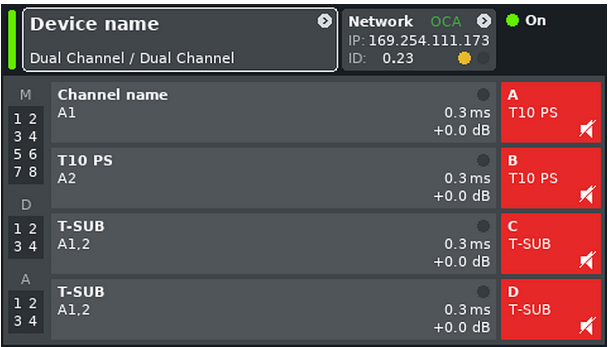 Device name
Dual Channel / Dual Channel
Network OCA
IP: 169.254.111.173
ID: 0.23
On
M
1 2
3 4
5 6
7 8
D
1 2
3 4
A
1 2
3 4
Channel name
A1
0.3 ms
+0.0 dB
A
T10 PS
T10 PS
A2
0.3 ms
+0.0 dB
B
T10 PS
T-SUB
A1,2
0.3 ms
+0.0 dB
C
T-SUB
T-SUB
A1,2
0.3 ms
+0.0 dB
D
T-SUB